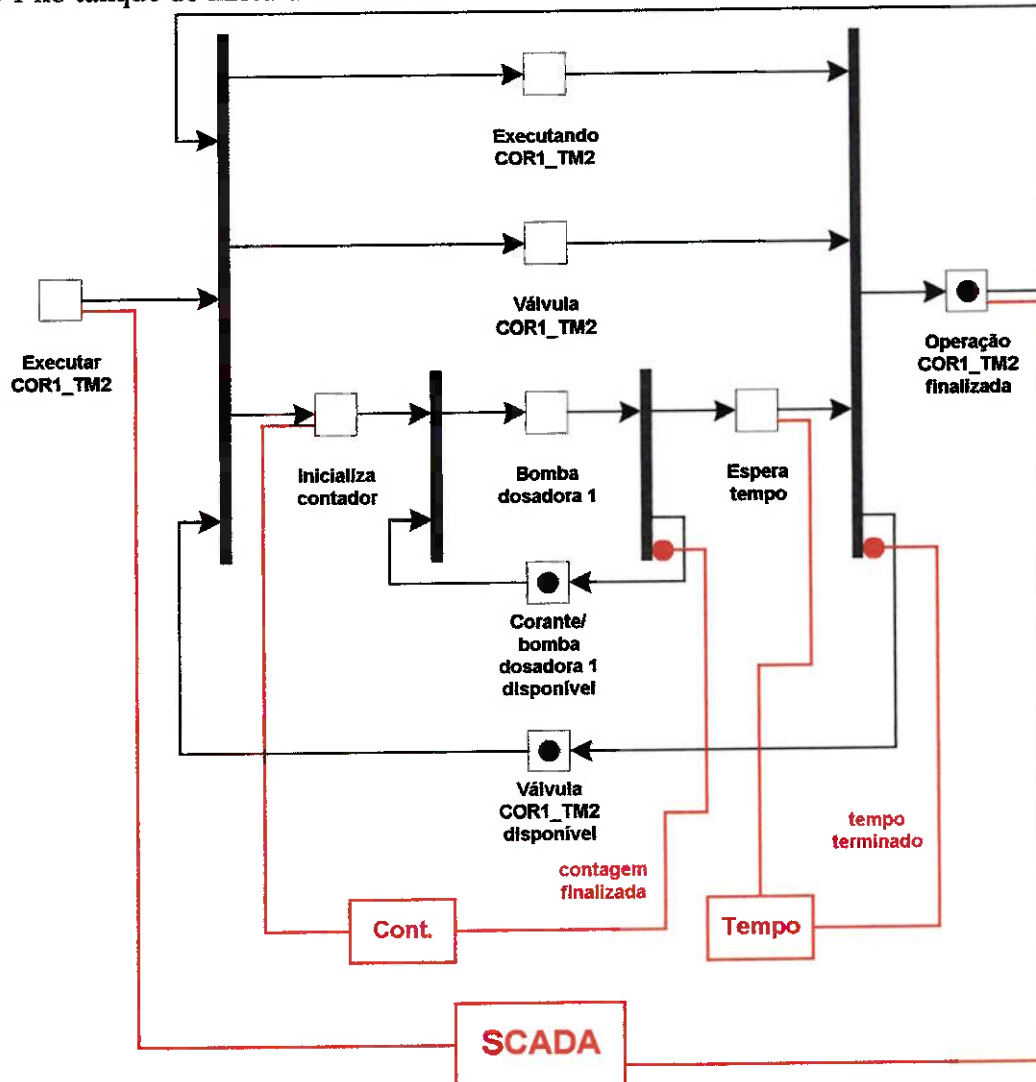 Executando
COR1_TM2
Válvula
COR1_TM2
Executar
COR1_TM2
Operação
COR1_TM2
finalizada
Inicializa
contador
Bomba
dosadora 1
Espera
tempo
Corante/
bomba
dosadora 1
disponível
Válvula
COR1_TM2
disponível
contagem
finalizada
tempo
terminado
Cont.
Tempo
SCADA